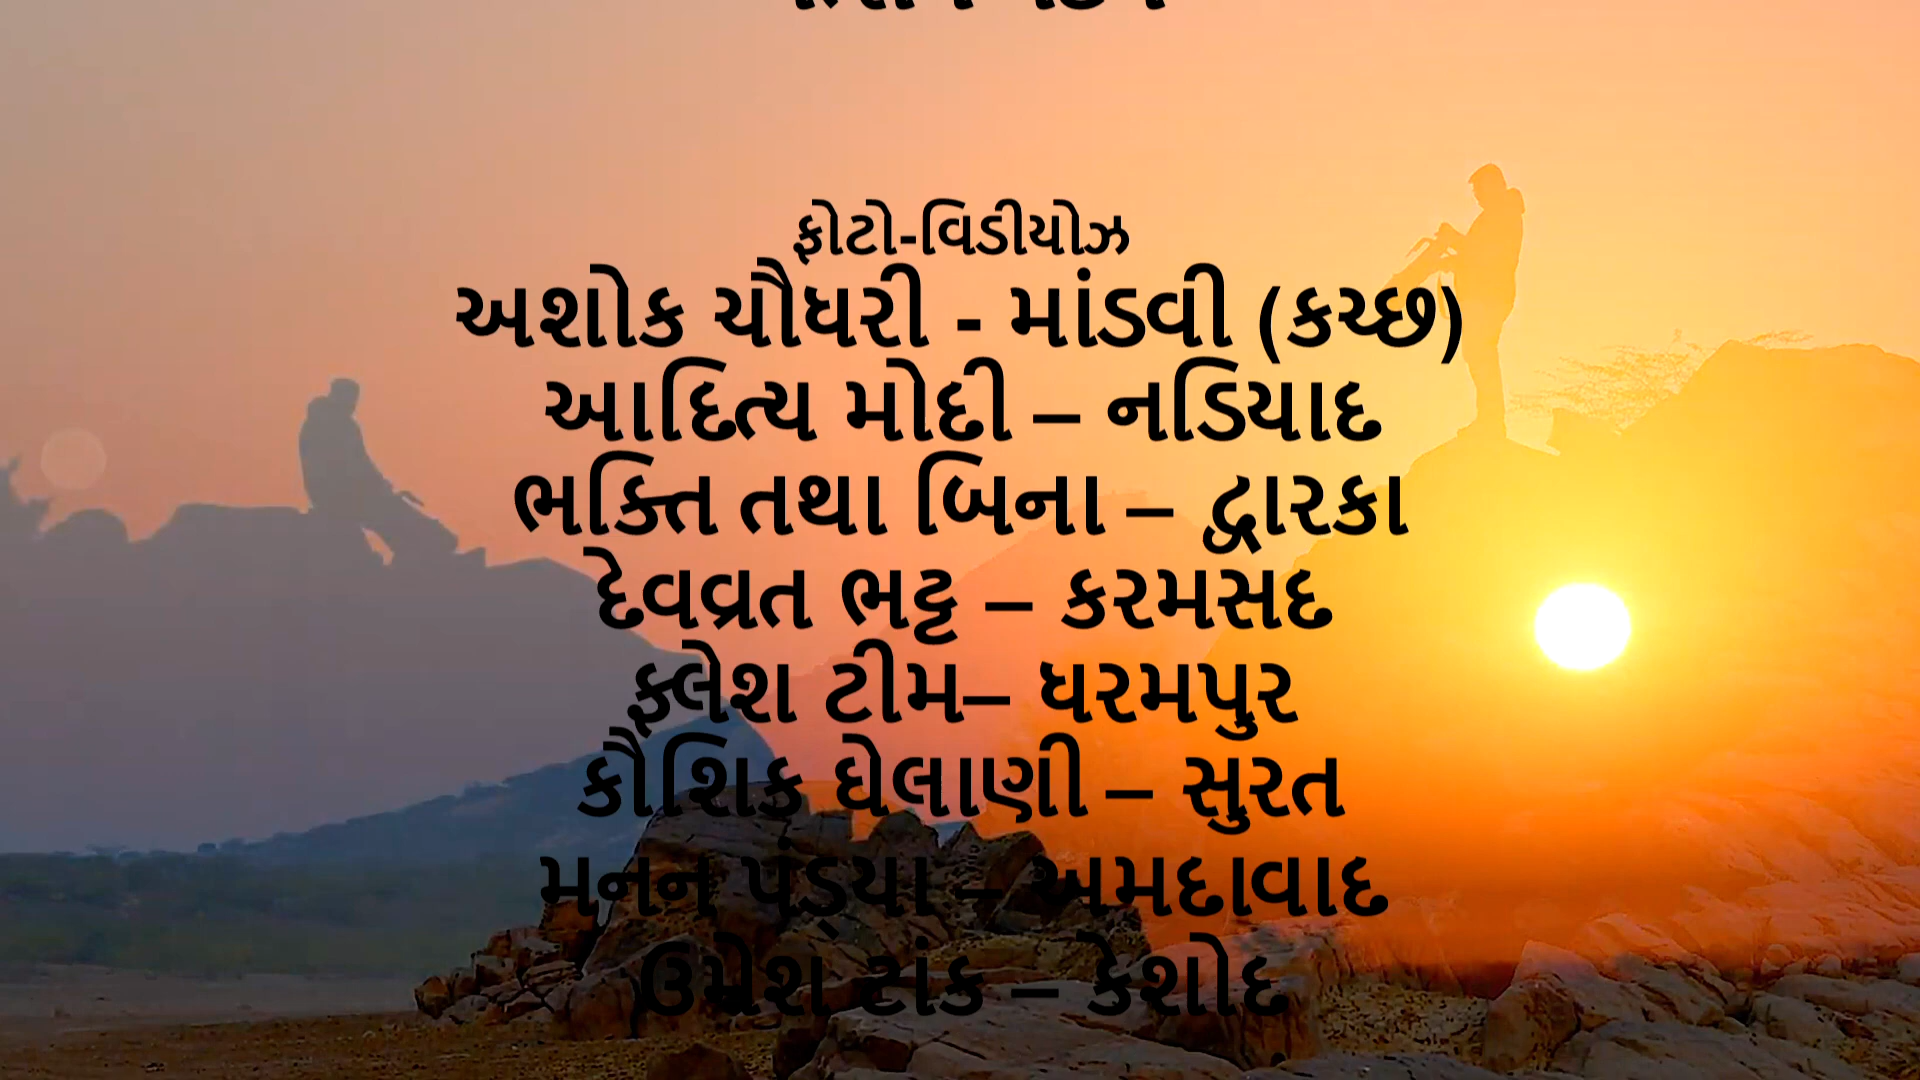 ફોટો-વિડીયોઝ
અશોક ચૌધરી - માંડવી (કચ્છ)
આદિત્ય મોદી – નડિયાદ
ભક્તિ તથા બિના – દ્વારકા
દેવવ્રત ભટ્ટ – કરમસદ
ફ્લેશ ટીમ– ધરમપુર
કૌશિક ઘેલાણી – સુરત
મનન પંડ્યા – અમદાવાદ
ઉમેશ ટાંક – કેશોદ